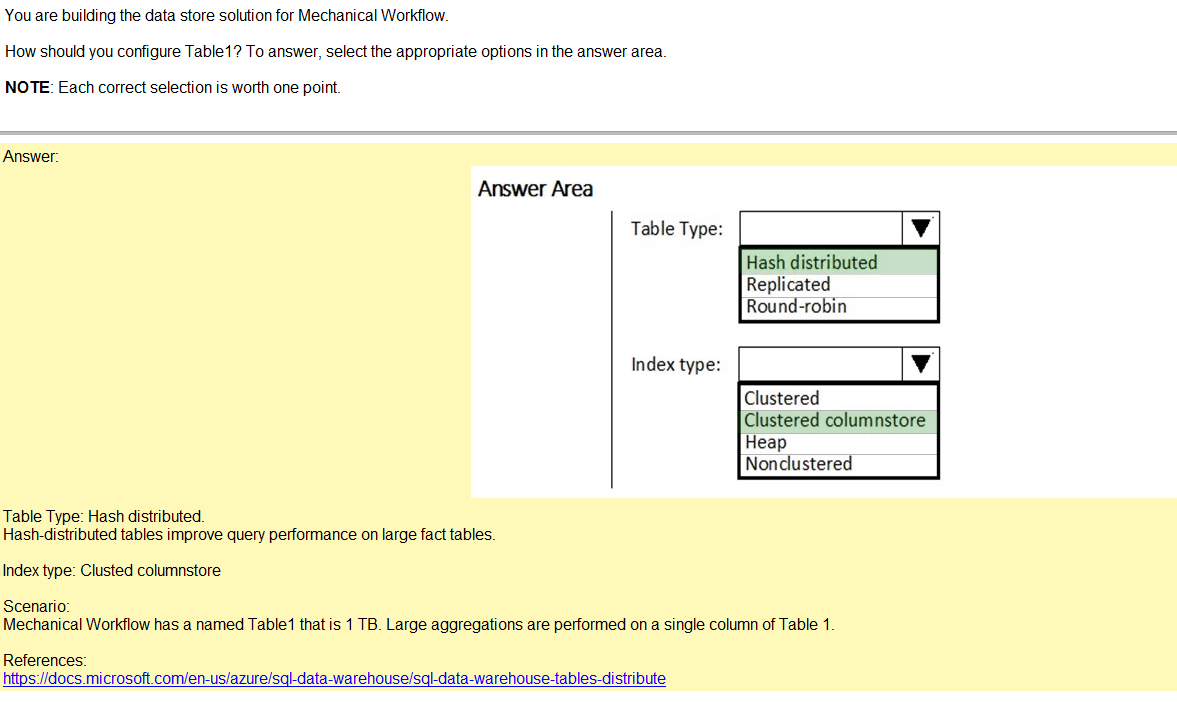 You are building the data store solution for Mechanical Workflow.
How should you configure Table1? To answer, select the appropriate options in the answer area.
NOTE: Each correct selection is worth one point.
Answer:
Answer Area
Table Type:
Hash distributed
Replicated
Round-robin
Index type:
Clustered
Clustered columnstore
Heap
Nonclustered
Table Type: Hash distributed.
Hash-distributed tables improve query performance on large fact tables.
Index type: Clusted columnstore
Scenario:
Mechanical Workflow has a named Table1 that is 1 TB. Large aggregations are performed on a single column of Table 1.
References:
https://docs.microsoft.com/en-us/azure/sql-data-warehouse/sql-data-warehouse-tables-distribute